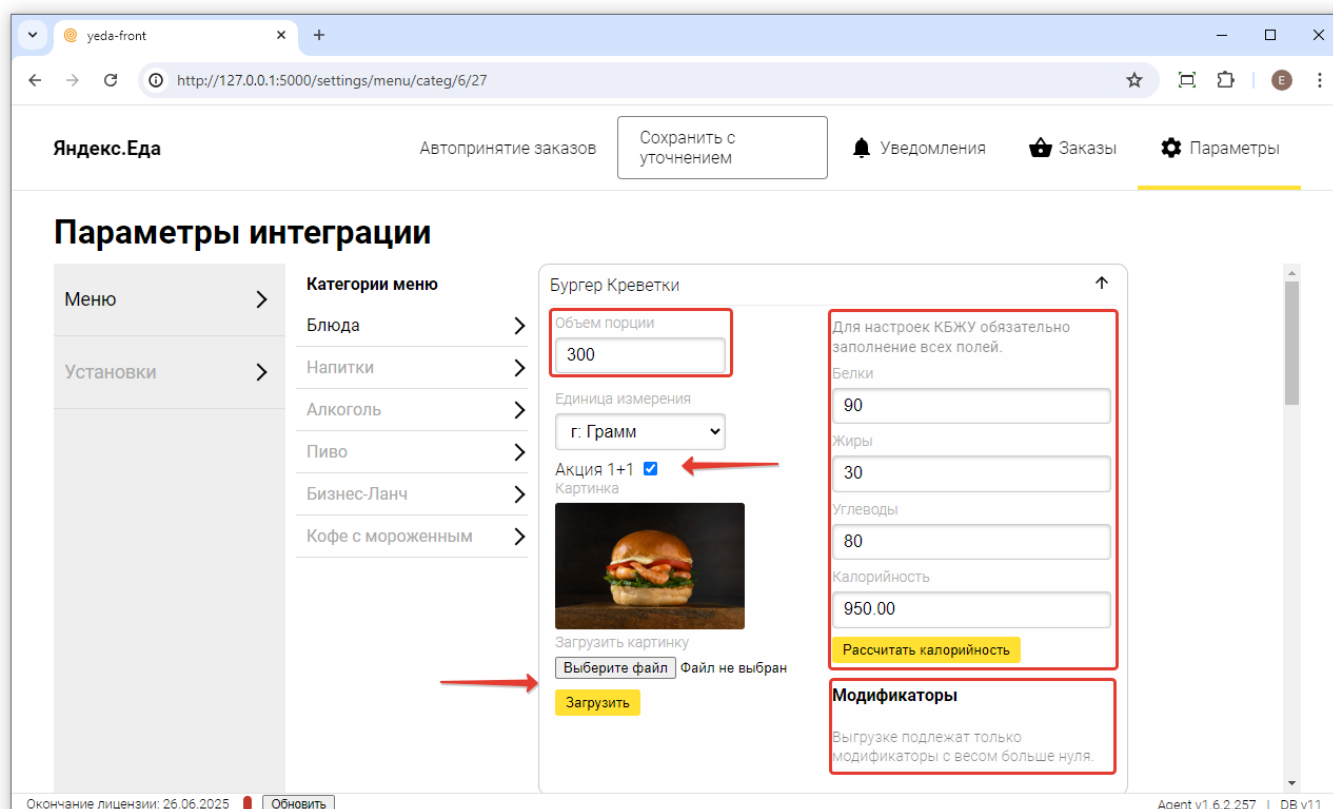 yeda-front
http://127.0.0.1:5000/settings/menu/categ/6/27
E
Яндекс.Еда
Автопринятие заказов
Сохранить с
уточнением
Уведомления
Заказы
Параметры
Параметры интеграции
Меню
Установки
Категории меню
Блюда
Напитки
Алкоголь
Пиво
Бизнес-Ланч
Кофе с мороженным
Бургер Креветки
Объем порции
300
Единица измерения
г: Грамм
Акция 1+1
Картинка
Загрузить картинку
Выберите файл Файл не выбран
Загрузить
Для настроек КБЖУ обязательно
заполнение всех полей.
Белки
90
Жиры
30
Углеводы
80
Калорийность
950.00
Рассчитать калорийность
Модификаторы
Выгрузке подлежат только
модификаторы с весом больше нуля.
Окончание лицензии: 26.06.2025
Обновить
Agent v1.6.2.257 | DB v11